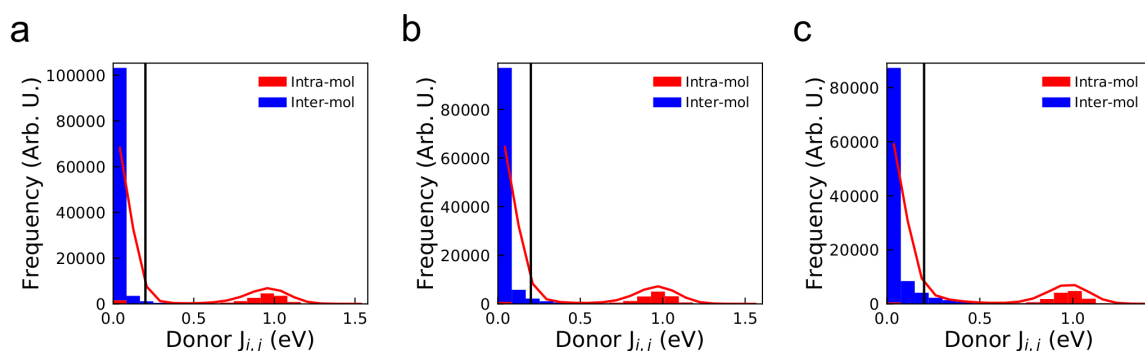 a
b
c
Frequency (Arb. U.)
100000
80000
60000
40000
20000
0
0.0
0.5
1.0
1.5
Donor J_{i,j} (eV)
Intra-mol
Inter-mol
Frequency (Arb. U.)
80000
60000
40000
20000
0
0.0
0.5
1.0
1.5
Donor J_{i,j} (eV)
Intra-mol
Inter-mol
Frequency (Arb. U.)
80000
60000
40000
20000
0
0.0
0.5
1.0
Donor J_{i,j} (eV)
Intra-mol
Inter-mol